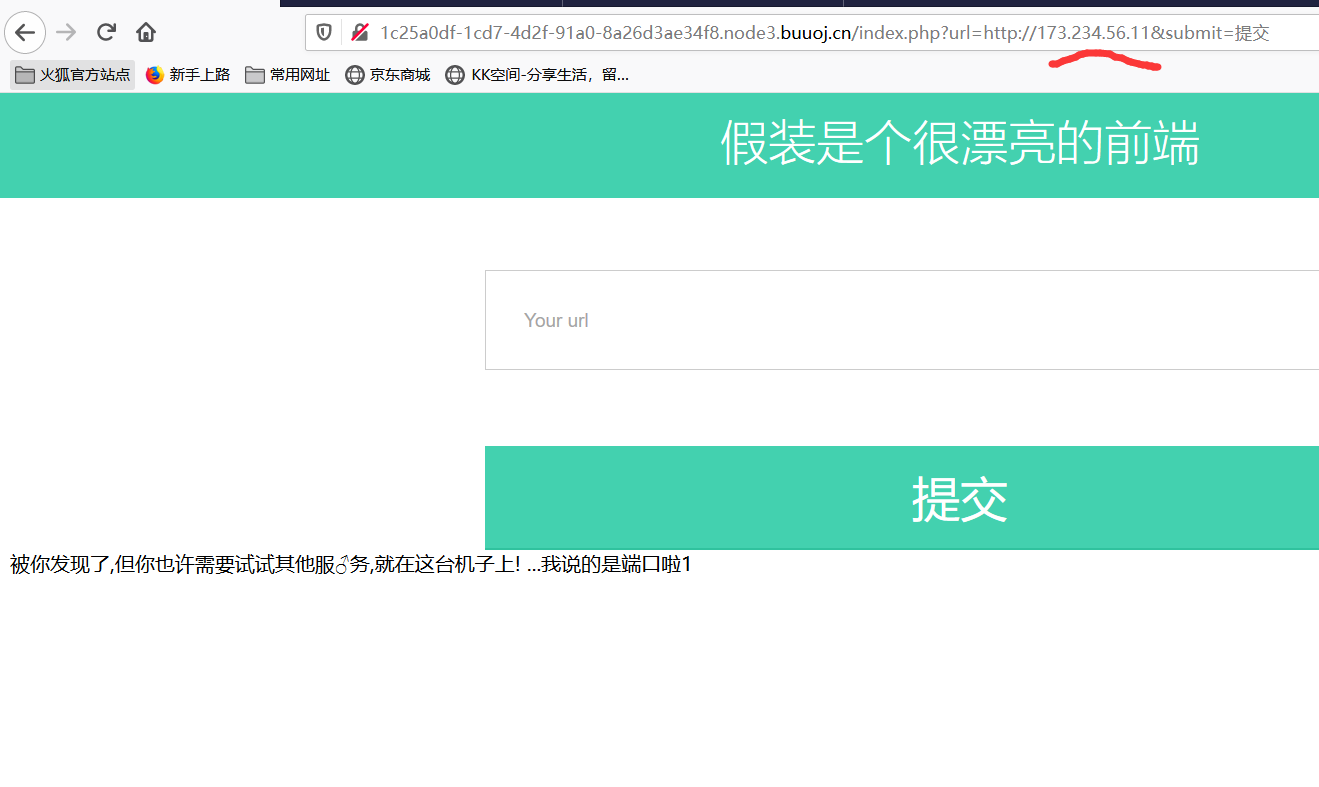 1c25a0df-1cd7-4d2f-91a0-8a26d3ae34f8.node3.buuoj.cn/index.php?url=http://173.234.56.11&submit=提交
火狐官方站点 新手上路 常用网址 京东商城 KK空间-分享生活，留...
假装是个很漂亮的前端
Your url
提交
被你发现了,但你也许需要试试其他服♂务,就在这台机子上! ...我说的是端口啦1